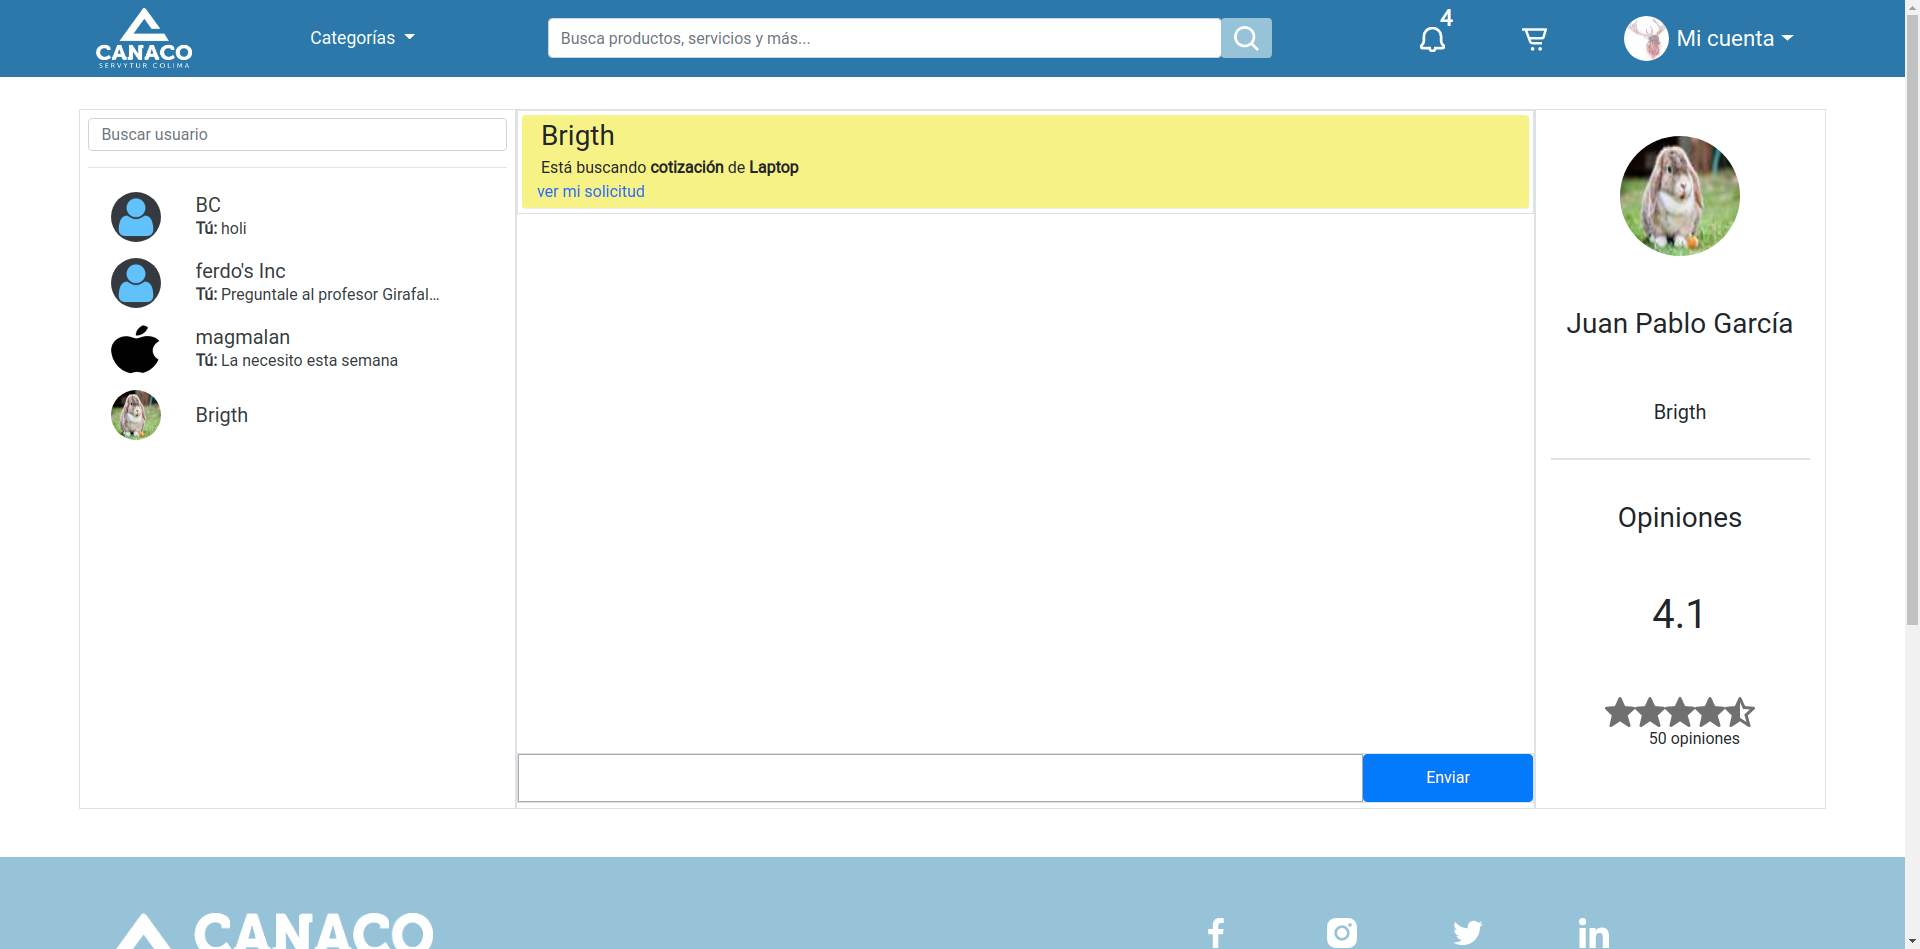 CANACO
SERVYTUR COLIMA
Categorías
Busca productos, servicios y más...
4
Mi cuenta
Buscar usuario
BC
Tú: holi
ferdo's Inc
Tú: Preguntale al profesor Girafal...
magmalan
Tú: La necesito esta semana
Brigth
Brigth
Está buscando cotización de Laptop
ver mi solicitud
Enviar
Juan Pablo García
Brigth
Opiniones
4.1
50 opiniones
CANACO